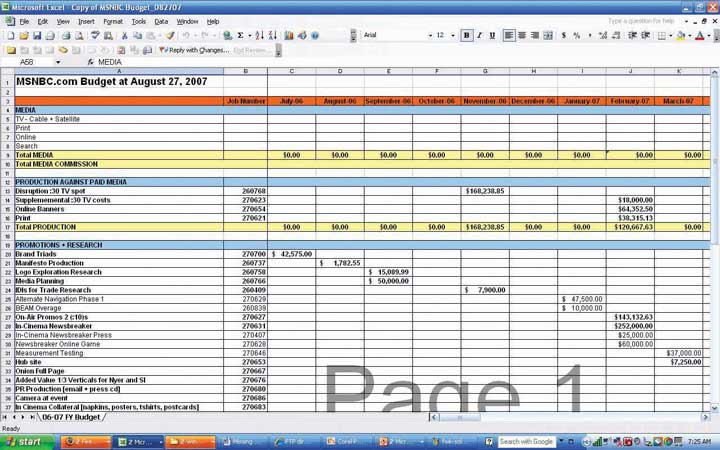 Microsoft Excel - Copy of MSNBC Budget_082707
File Edit View Insert Format Tools Data Window Help
Type a question for help
Arial 12 B I U
Reply with Changes... End Review...
A58 fx MEDIA
A B C D E F G H I J K
1 MSNBC.com Budget at August 27, 2007
2
3 Job Number July-06 August-06 September-06 October-06 November-06 December-06 January-07 February-07 March-07
4 MEDIA
5 TV - Cable + Satellite
6 Print
7 Online
8 Search
9 Total MEDIA $0.00 $0.00 $0.00 $0.00 $0.00 $0.00 $0.00 $0.00 $0.00
10 Total MEDIA COMMISSION
11
12 PRODUCTION AGAINST PAID MEDIA
13 Disruption :30 TV spot 260768 $168,238.85
14 Supplememental :30 TV costs 270623 $18,000.00
15 Online Banners 270654 $64,352.50
16 Print 270621 $38,315.13
17 Total PRODUCTION $0.00 $0.00 $0.00 $0.00 $168,238.85 $0.00 $0.00 $120,667.63 $0.00
18
19 PROMOTIONS + RESEARCH
20 Brand Triads 270700 $ 42,575.00
21 Manifesto Production 260737 $ 1,782.55
22 Logo Exploration Research 260758 $ 15,089.99
23 Media Planning 260766 $ 50,000.00
24 IDIs for Trade Research 260409 $ 7,900.00
25 Alternate Navigation Phase 1 270629 $ 47,500.00
26 BEAM Overage 260839 $ 10,000.00
27 On-Air Promos 2 (:10s) 270627 $143,132.63
28 In-Cinema Newsbreaker 270631 $252,000.00
29 In-Cinema Newsbreaker Press 270407 $25,000.00
30 Newsbreaker Online Game 270628 $60,000.00
31 Measurement Testing 270646 $37,000.00
32 Hub site 270653 $7,250.00
33 Onion Full Page 270667
34 Added Value 1/3 Verticals for Nyer and SI 270676
35 PR Production [email + press cd] 270680
36 Camera at event 270686
37 In Cinema Collateral [napkins, posters, tshirts, postcards] 270683
Page 1
06-07 FY Budget
Ready
start 2 Micr... Missing ... PTP dir... Corel P... Search with Google 7:25 AM